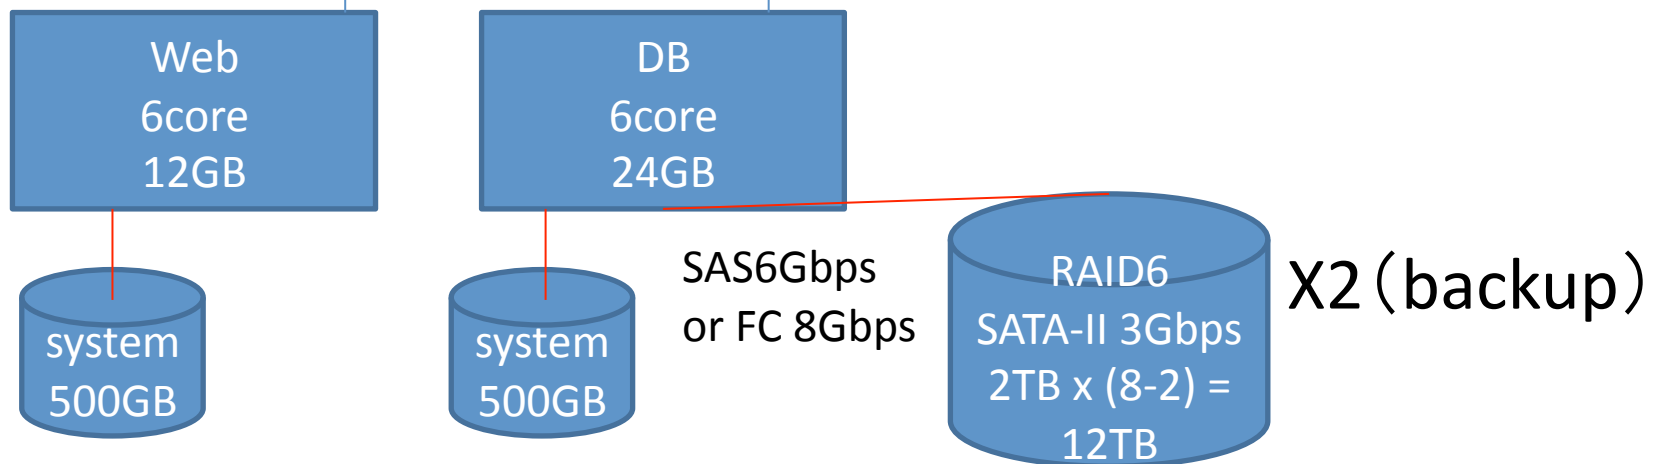 Web
6core
12GB
DB
6core
24GB
system
500GB
system
500GB
SAS6Gbps
or FC 8Gbps
RAID6
SATA-II 3Gbps
2TB x (8-2) =
12TB
X2（backup）